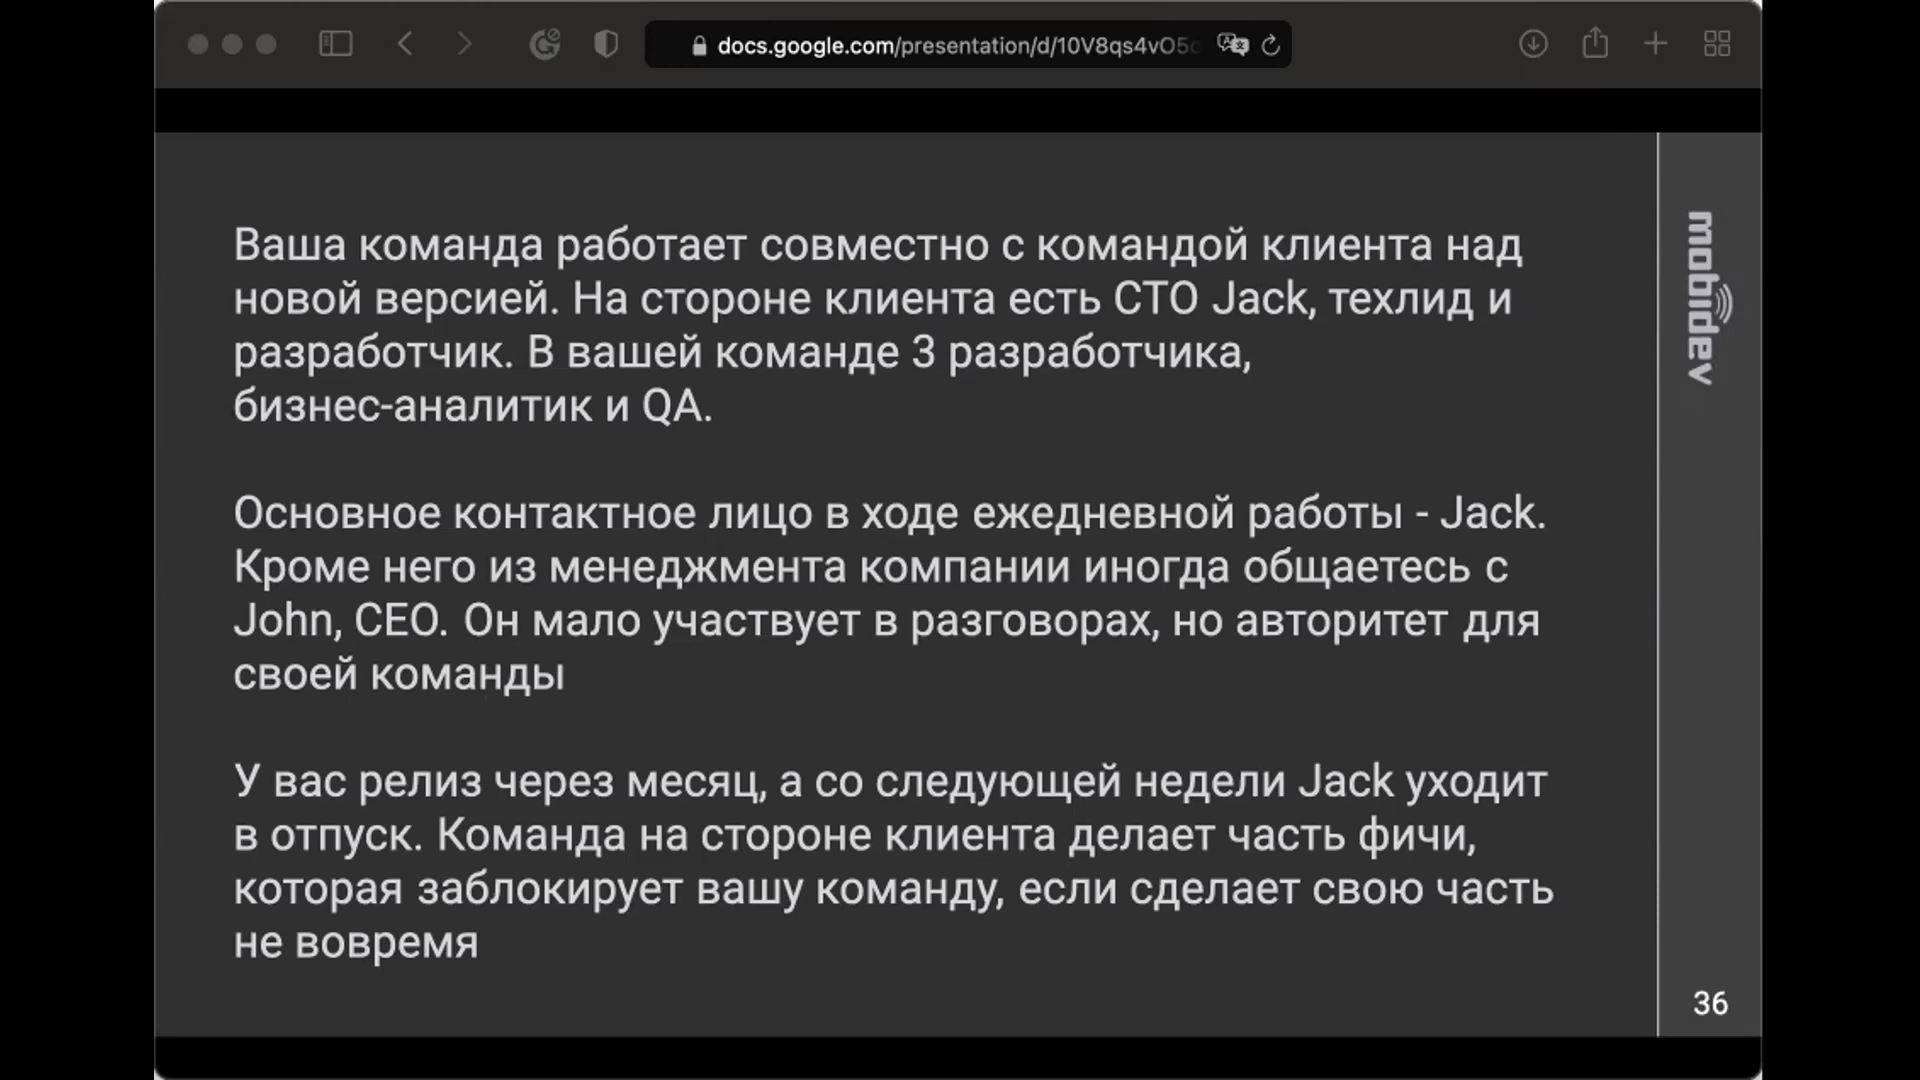 docs.google.com/presentation/d/10V8qs4vO5
Ваша команда работает совместно с командой клиента над
новой версией. На стороне клиента есть CTO Jack, техлид и
разработчик. В вашей команде 3 разработчика,
бизнес-аналитик и QA.
Основное контактное лицо в ходе ежедневной работы - Jack.
Кроме него из менеджмента компании иногда общаетесь с
John, CEO. Он мало участвует в разговорах, но авторитет для
своей команды
У вас релиз через месяц, а со следующей недели Jack уходит
в отпуск. Команда на стороне клиента делает часть фичи,
которая заблокирует вашу команду, если сделает свою часть
не вовремя
mobidev
36